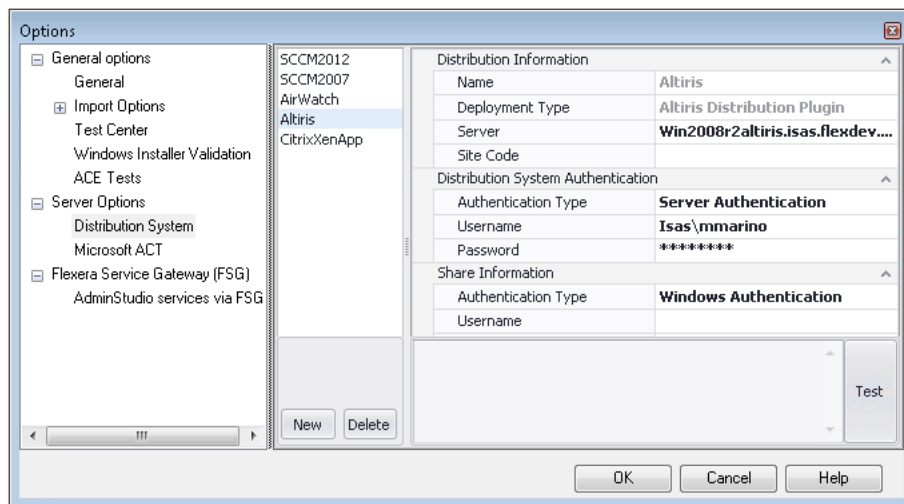 Options
General options
General
Import Options
Test Center
Windows Installer Validation
ACE Tests
Server Options
Distribution System
Microsoft ACT
Flexera Service Gateway (FSG)
AdminStudio services via FSG
SCCM2012
SCCM2007
AirWatch
Altiris
CitrixXenApp
New Delete
Distribution Information
Name Altiris
Deployment Type Altiris Distribution Plugin
Server Win2008r2altiris.isas.flexdev....
Site Code
Distribution System Authentication
Authentication Type Server Authentication
Username Isas\mmarino
Password ********
Share Information
Authentication Type Windows Authentication
Username
Test
OK Cancel Help